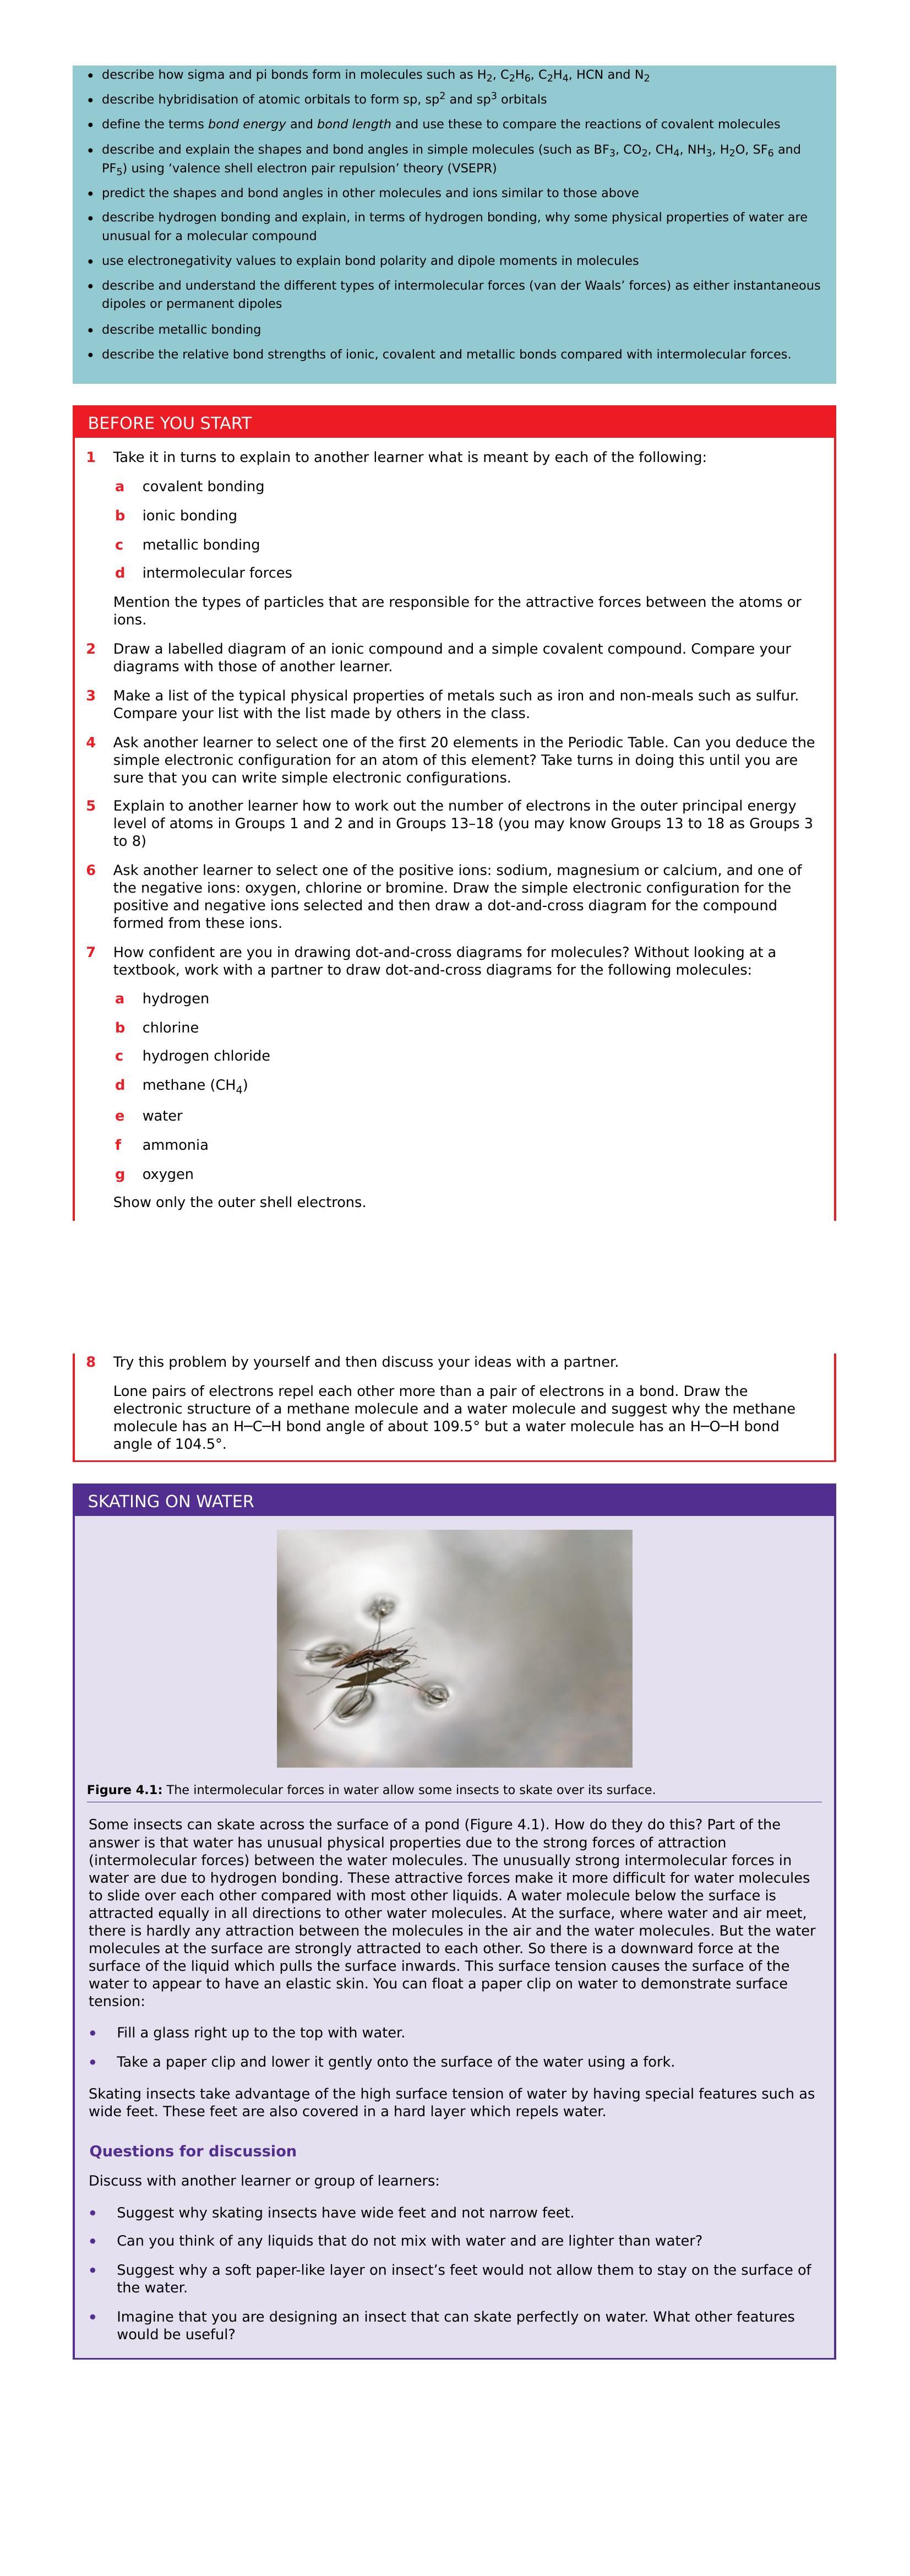 • describe how sigma and pi bonds form in molecules such as H₂, C₂H₆, C₂H₄, HCN and N₂
• describe hybridisation of atomic orbitals to form sp, sp² and sp³ orbitals
• define the terms bond energy and bond length and use these to compare the reactions of covalent molecules
• describe and explain the shapes and bond angles in simple molecules (such as BF₃, CO₂, CH₄, NH₃, H₂O, SF₆ and
PF₅) using ‘valence shell electron pair repulsion’ theory (VSEPR)
• predict the shapes and bond angles in other molecules and ions similar to those above
• describe hydrogen bonding and explain, in terms of hydrogen bonding, why some physical properties of water are
unusual for a molecular compound
• use electronegativity values to explain bond polarity and dipole moments in molecules
• describe and understand the different types of intermolecular forces (van der Waals’ forces) as either instantaneous
dipoles or permanent dipoles
• describe metallic bonding
• describe the relative bond strengths of ionic, covalent and metallic bonds compared with intermolecular forces.
BEFORE YOU START
1 Take it in turns to explain to another learner what is meant by each of the following:
a covalent bonding
b ionic bonding
c metallic bonding
d intermolecular forces
Mention the types of particles that are responsible for the attractive forces between the atoms or
ions.
2 Draw a labelled diagram of an ionic compound and a simple covalent compound. Compare your
diagrams with those of another learner.
3 Make a list of the typical physical properties of metals such as iron and non-meals such as sulfur.
Compare your list with the list made by others in the class.
4 Ask another learner to select one of the first 20 elements in the Periodic Table. Can you deduce the
simple electronic configuration for an atom of this element? Take turns in doing this until you are
sure that you can write simple electronic configurations.
5 Explain to another learner how to work out the number of electrons in the outer principal energy
level of atoms in Groups 1 and 2 and in Groups 13–18 (you may know Groups 13 to 18 as Groups 3
to 8)
6 Ask another learner to select one of the positive ions: sodium, magnesium or calcium, and one of
the negative ions: oxygen, chlorine or bromine. Draw the simple electronic configuration for the
positive and negative ions selected and then draw a dot-and-cross diagram for the compound
formed from these ions.
7 How confident are you in drawing dot-and-cross diagrams for molecules? Without looking at a
textbook, work with a partner to draw dot-and-cross diagrams for the following molecules:
a hydrogen
b chlorine
c hydrogen chloride
d methane (CH₄)
e water
f ammonia
g oxygen
Show only the outer shell electrons.
8 Try this problem by yourself and then discuss your ideas with a partner.
Lone pairs of electrons repel each other more than a pair of electrons in a bond. Draw the
electronic structure of a methane molecule and a water molecule and suggest why the methane
molecule has an H─C─H bond angle of about 109.5° but a water molecule has an H─O─H bond
angle of 104.5°.
SKATING ON WATER
Figure 4.1: The intermolecular forces in water allow some insects to skate over its surface.
Some insects can skate across the surface of a pond (Figure 4.1). How do they do this? Part of the
answer is that water has unusual physical properties due to the strong forces of attraction
(intermolecular forces) between the water molecules. The unusually strong intermolecular forces in
water are due to hydrogen bonding. These attractive forces make it more difficult for water molecules
to slide over each other compared with most other liquids. A water molecule below the surface is
attracted equally in all directions to other water molecules. At the surface, where water and air meet,
there is hardly any attraction between the molecules in the air and the water molecules. But the water
molecules at the surface are strongly attracted to each other. So there is a downward force at the
surface of the liquid which pulls the surface inwards. This surface tension causes the surface of the
water to appear to have an elastic skin. You can float a paper clip on water to demonstrate surface
tension:
• Fill a glass right up to the top with water.
• Take a paper clip and lower it gently onto the surface of the water using a fork.
Skating insects take advantage of the high surface tension of water by having special features such as
wide feet. These feet are also covered in a hard layer which repels water.
Questions for discussion
Discuss with another learner or group of learners:
• Suggest why skating insects have wide feet and not narrow feet.
• Can you think of any liquids that do not mix with water and are lighter than water?
• Suggest why a soft paper-like layer on insect’s feet would not allow them to stay on the surface of
the water.
• Imagine that you are designing an insect that can skate perfectly on water. What other features
would be useful?